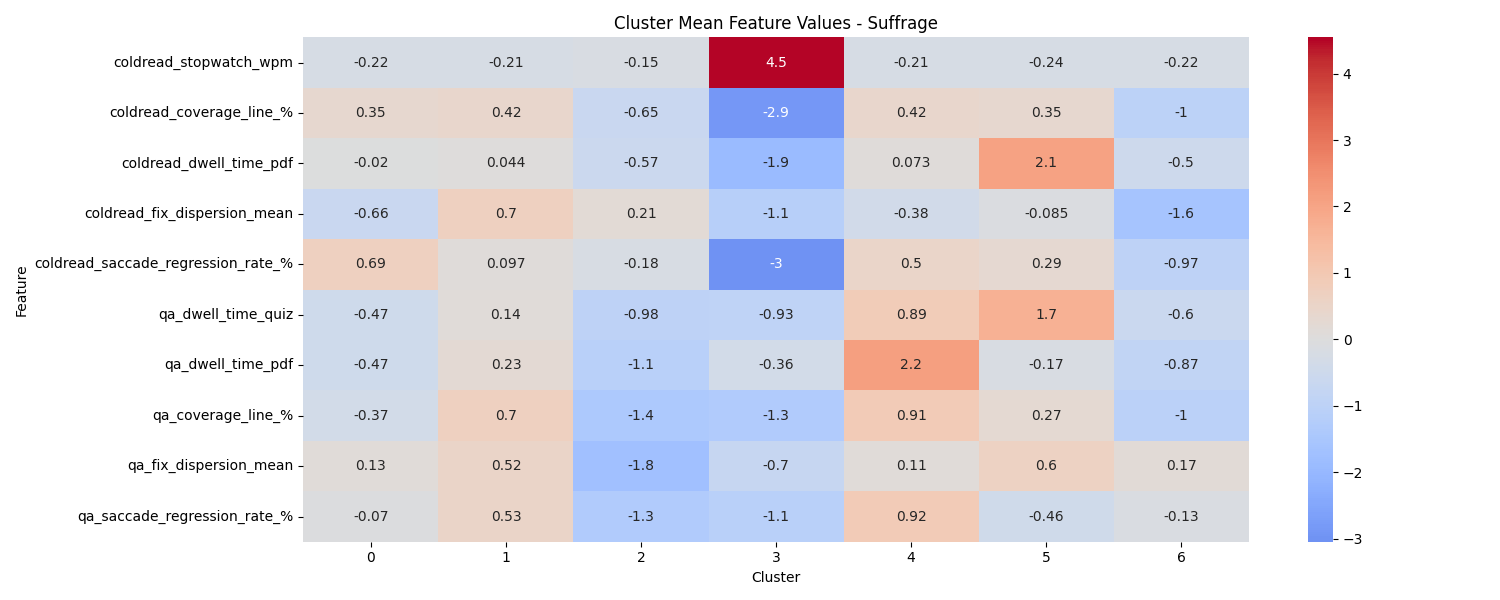 Cluster Mean Feature Values - Suffrage
coldread_stopwatch_wpm -0.22 -0.21 -0.15 4.5 -0.21 -0.24 -0.22
coldread_coverage_line_% 0.35 0.42 -0.65 -2.9 0.42 0.35 -1
coldread_dwell_time_pdf -0.02 0.044 -0.57 -1.9 0.073 2.1 -0.5
coldread_fix_dispersion_mean -0.66 0.7 0.21 -1.1 -0.38 -0.085 -1.6
coldread_saccade_regression_rate_% 0.69 0.097 -0.18 -3 0.5 0.29 -0.97
qa_dwell_time_quiz -0.47 0.14 -0.98 -0.93 0.89 1.7 -0.6
qa_dwell_time_pdf -0.47 0.23 -1.1 -0.36 2.2 -0.17 -0.87
qa_coverage_line_% -0.37 0.7 -1.4 -1.3 0.91 0.27 -1
qa_fix_dispersion_mean 0.13 0.52 -1.8 -0.7 0.11 0.6 0.17
qa_saccade_regression_rate_% -0.07 0.53 -1.3 -1.1 0.92 -0.46 -0.13
0 1 2 3 4 5 6
Cluster
Feature
4
3
2
1
0
−1
−2
−3